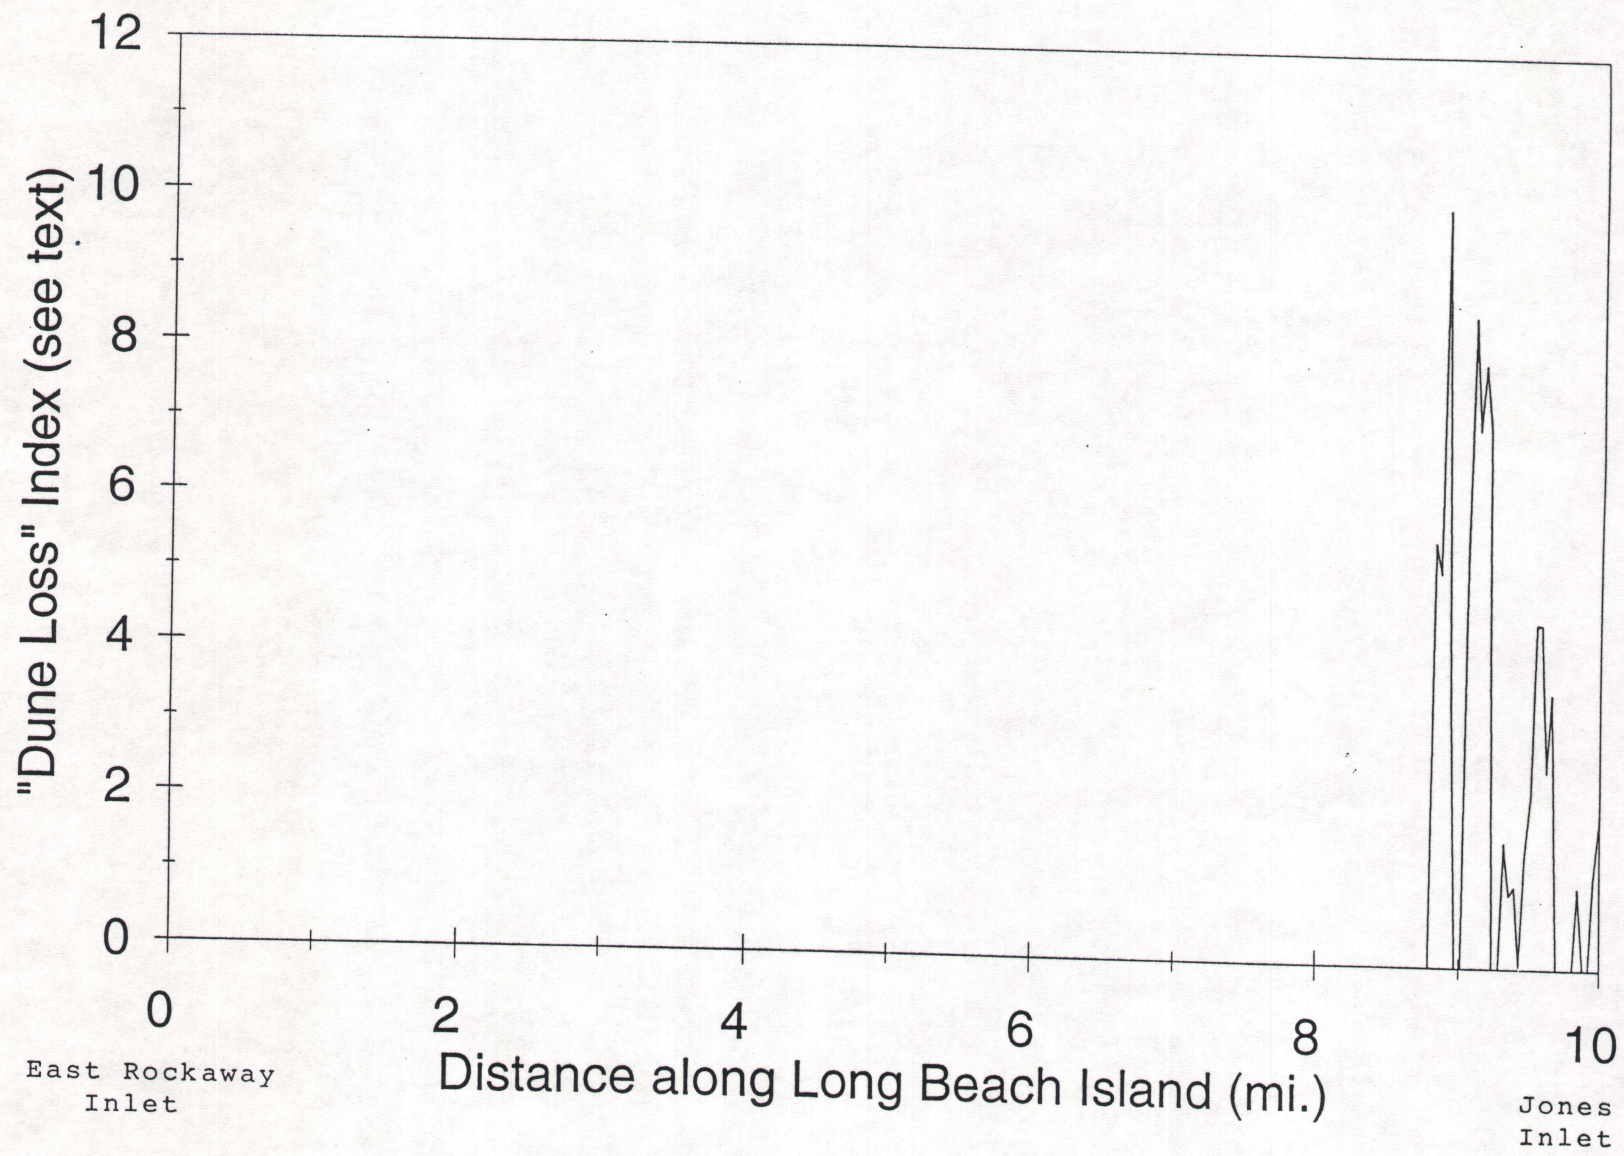 12
10
8
6
4
2
0
"Dune Loss" Index (see text)
0 2 4 6 8 10
Distance along Long Beach Island (mi.)
East Rockaway
Inlet
Jones
Inlet